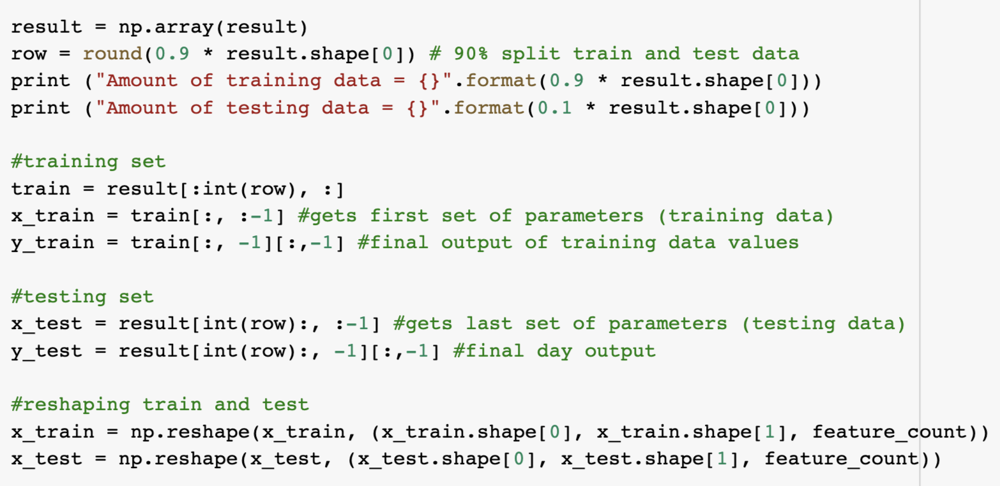 result = np.array(result)
row = round(0.9 * result.shape[0]) # 90% split train and test data
print ("Amount of training data = {}".format(0.9 * result.shape[0]))
print ("Amount of testing data = {}".format(0.1 * result.shape[0]))
#training set
train = result[:int(row), :]
x_train = train[:, :-1] #gets first set of parameters (training data)
y_train = train[:, -1][:,-1] #final output of training data values
#testing set
x_test = result[int(row):, :-1] #gets last set of parameters (testing data)
y_test = result[int(row):, -1][:,-1] #final day output
#reshaping train and test
x_train = np.reshape(x_train, (x_train.shape[0], x_train.shape[1], feature_count))
x_test = np.reshape(x_test, (x_test.shape[0], x_test.shape[1], feature_count))